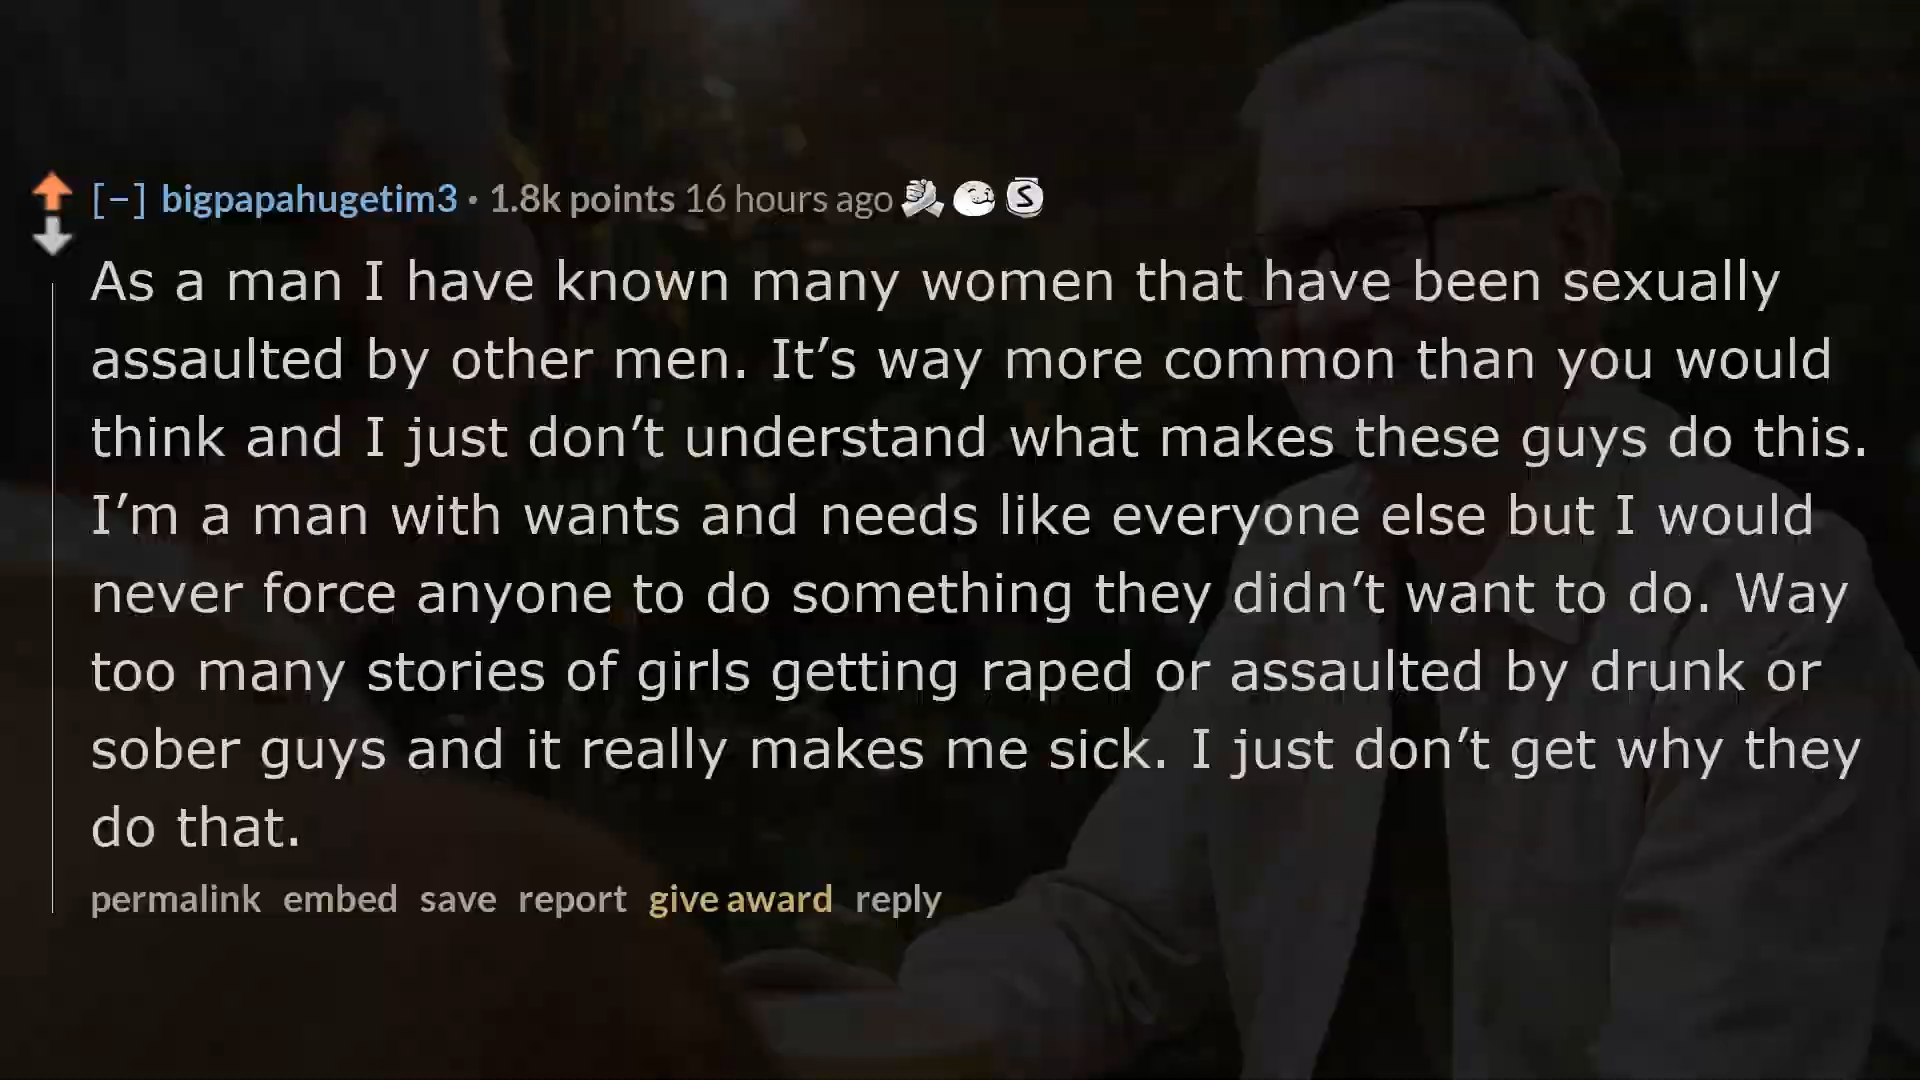 [–] bigpapahugetim3 • 1.8k points 16 hours ago S
As a man I have known many women that have been sexually
assaulted by other men. It’s way more common than you would
think and I just don’t understand what makes these guys do this.
I’m a man with wants and needs like everyone else but I would
never force anyone to do something they didn’t want to do. Way
too many stories of girls getting raped or assaulted by drunk or
sober guys and it really makes me sick. I just don’t get why they
do that.
permalink embed save report give award reply